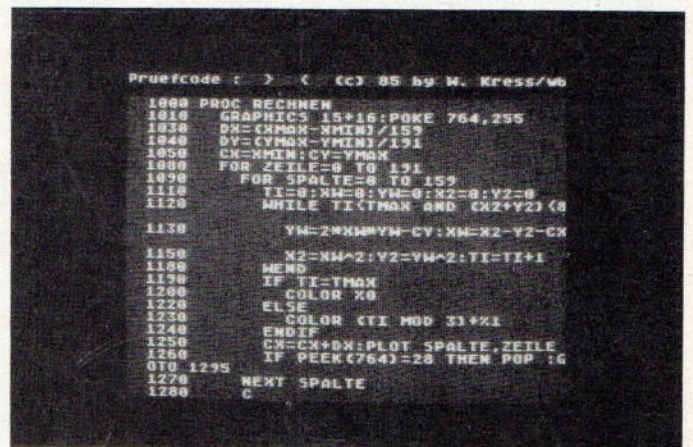 Pruefcode : > < (c) 85 by W. Kress/wb
1000 PROC RECHNEN
1010 GRAPHICS 15+16:POKE 764,255
1030 DX=(XMAX-XMIN)/159
1040 DY=(YMAX-YMIN)/191
1050 CX=XMIN:CY=YMAX
1080 FOR ZEILE=0 TO 191
1090 FOR SPALTE=0 TO 159
1110 TI=0:XW=0:YW=0:X2=0:Y2=0
1120 WHILE TI<TMAX AND (X2+Y2)<8
1130 YW=2*XW*YW-CY:XW=X2-Y2-CX
1150 X2=XW^2:Y2=YW^2:TI=TI+1
1180 WEND
1190 IF TI=TMAX
1200 COLOR %0
1220 ELSE
1230 COLOR (TI MOD 3)+%1
1240 ENDIF
1250 CX=CX+DX:PLOT SPALTE,ZEILE
1260 IF PEEK(764)=28 THEN POP :G
OTO 1295
1270 NEXT SPALTE
1280 C